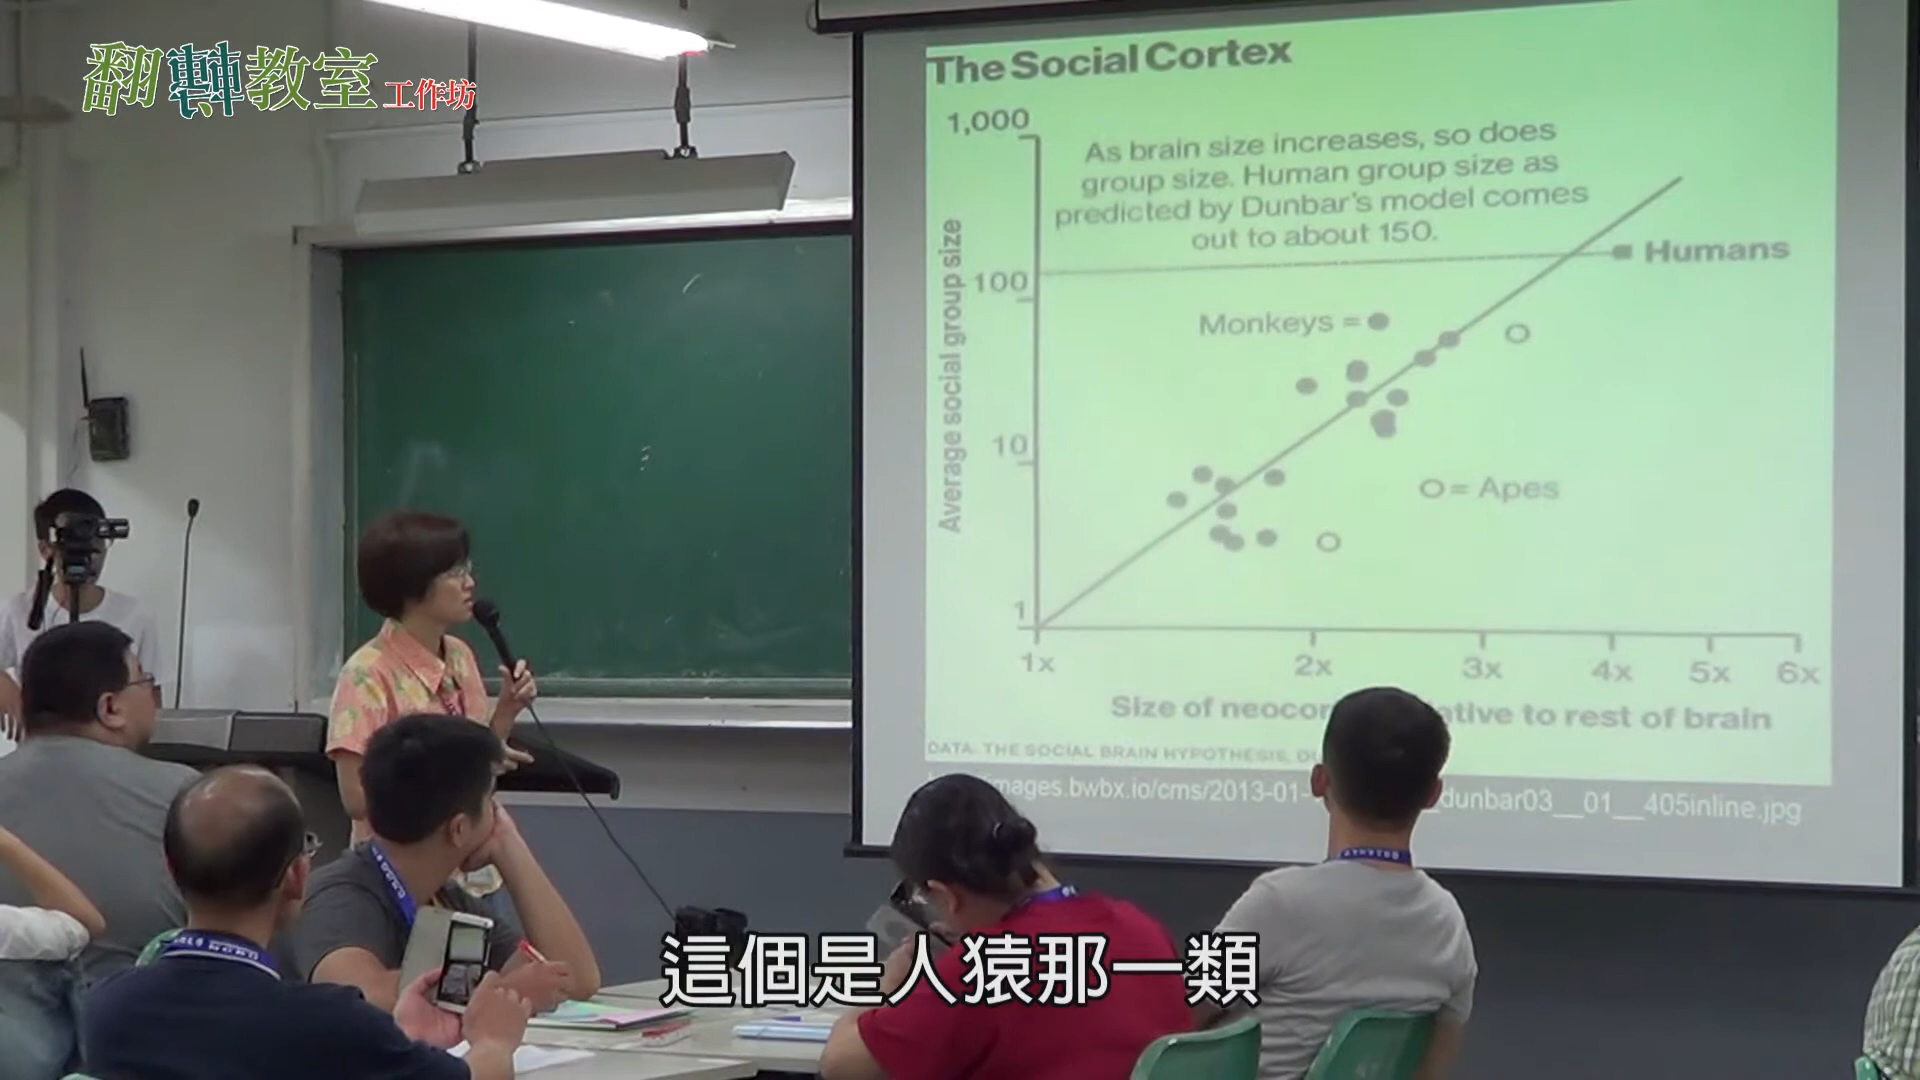 翻轉教室工作坊
The Social Cortex
1,000
As brain size increases, so does
group size. Human group size as
predicted by Dunbar's model comes
out to about 150.
Humans
100
Monkeys =
Average social group size
10
= Apes
1
1x 2x 3x 4x 5x 6x
Size of neocor ative to rest of brain
DATA: THE SOCIAL BRAIN HYPOTHESIS, DU
mages.bwbx.io/cms/2013-01- _dunbar03__01__405inline.jpg
這個是人猿那一類